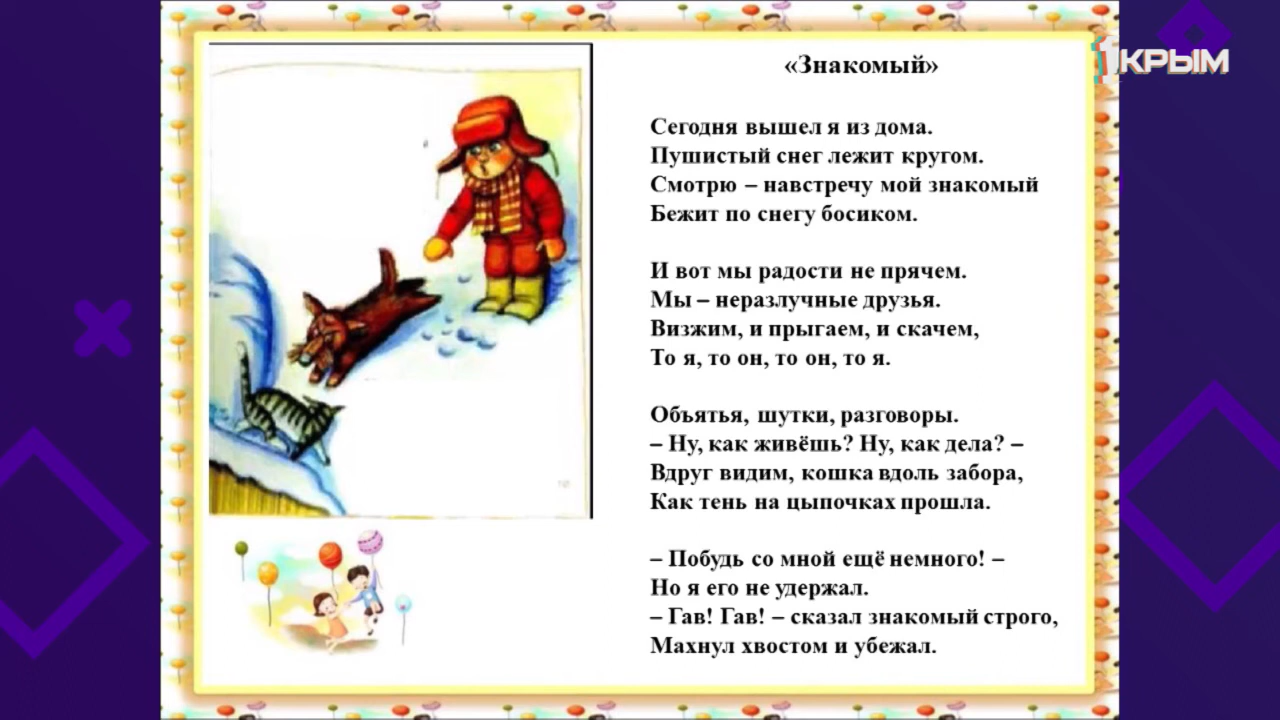 «Знакомый»
Сегодня вышел я из дома.
Пушистый снег лежит кругом.
Смотрю – навстречу мой знакомый
Бежит по снегу босиком.
И вот мы радости не прячем.
Мы – неразлучные друзья.
Визжим, и прыгаем, и скачем,
То я, то он, то он, то я.
Объятья, шутки, разговоры.
– Ну, как живёшь? Ну, как дела? –
Вдруг видим, кошка вдоль забора,
Как тень на цыпочках прошла.
– Побудь со мной ещё немного! –
Но я его не удержал.
– Гав! Гав! – сказал знакомый строго,
Махнул хвостом и убежал.
1 КРЫМ